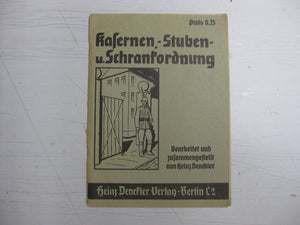 Preis 0,25
Kasernen,-Stuben-
u.Schrankordnung
Bearbeitet und
zusammengestellt
von Heinz Denckler
Heinz Denckler-Verlag-Berlin C2